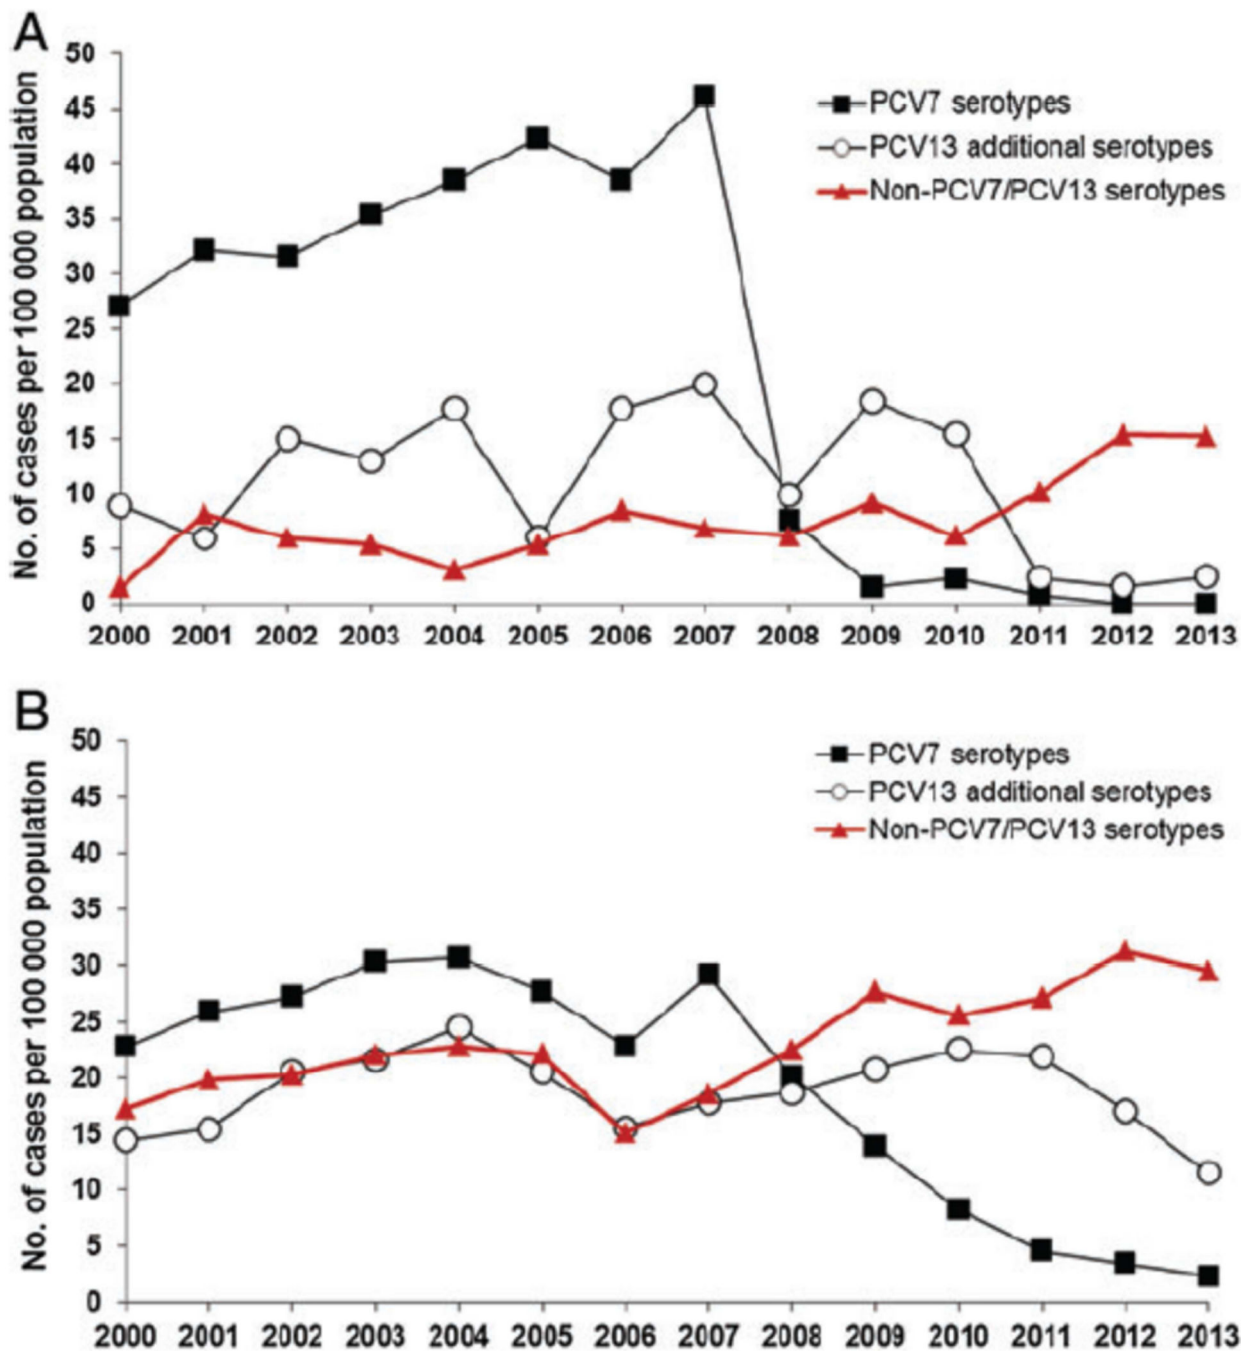 A
No. of cases per 100 000 population
50
45
40
35
30
25
20
15
10
5
0
PCV7 serotypes
PCV13 additional serotypes
Non-PCV7/PCV13 serotypes
2000 2001 2002 2003 2004 2005 2006 2007 2008 2009 2010 2011 2012 2013
B
No. of cases per 100 000 population
50
45
40
35
30
25
20
15
10
5
0
PCV7 serotypes
PCV13 additional serotypes
Non-PCV7/PCV13 serotypes
2000 2001 2002 2003 2004 2005 2006 2007 2008 2009 2010 2011 2012 2013